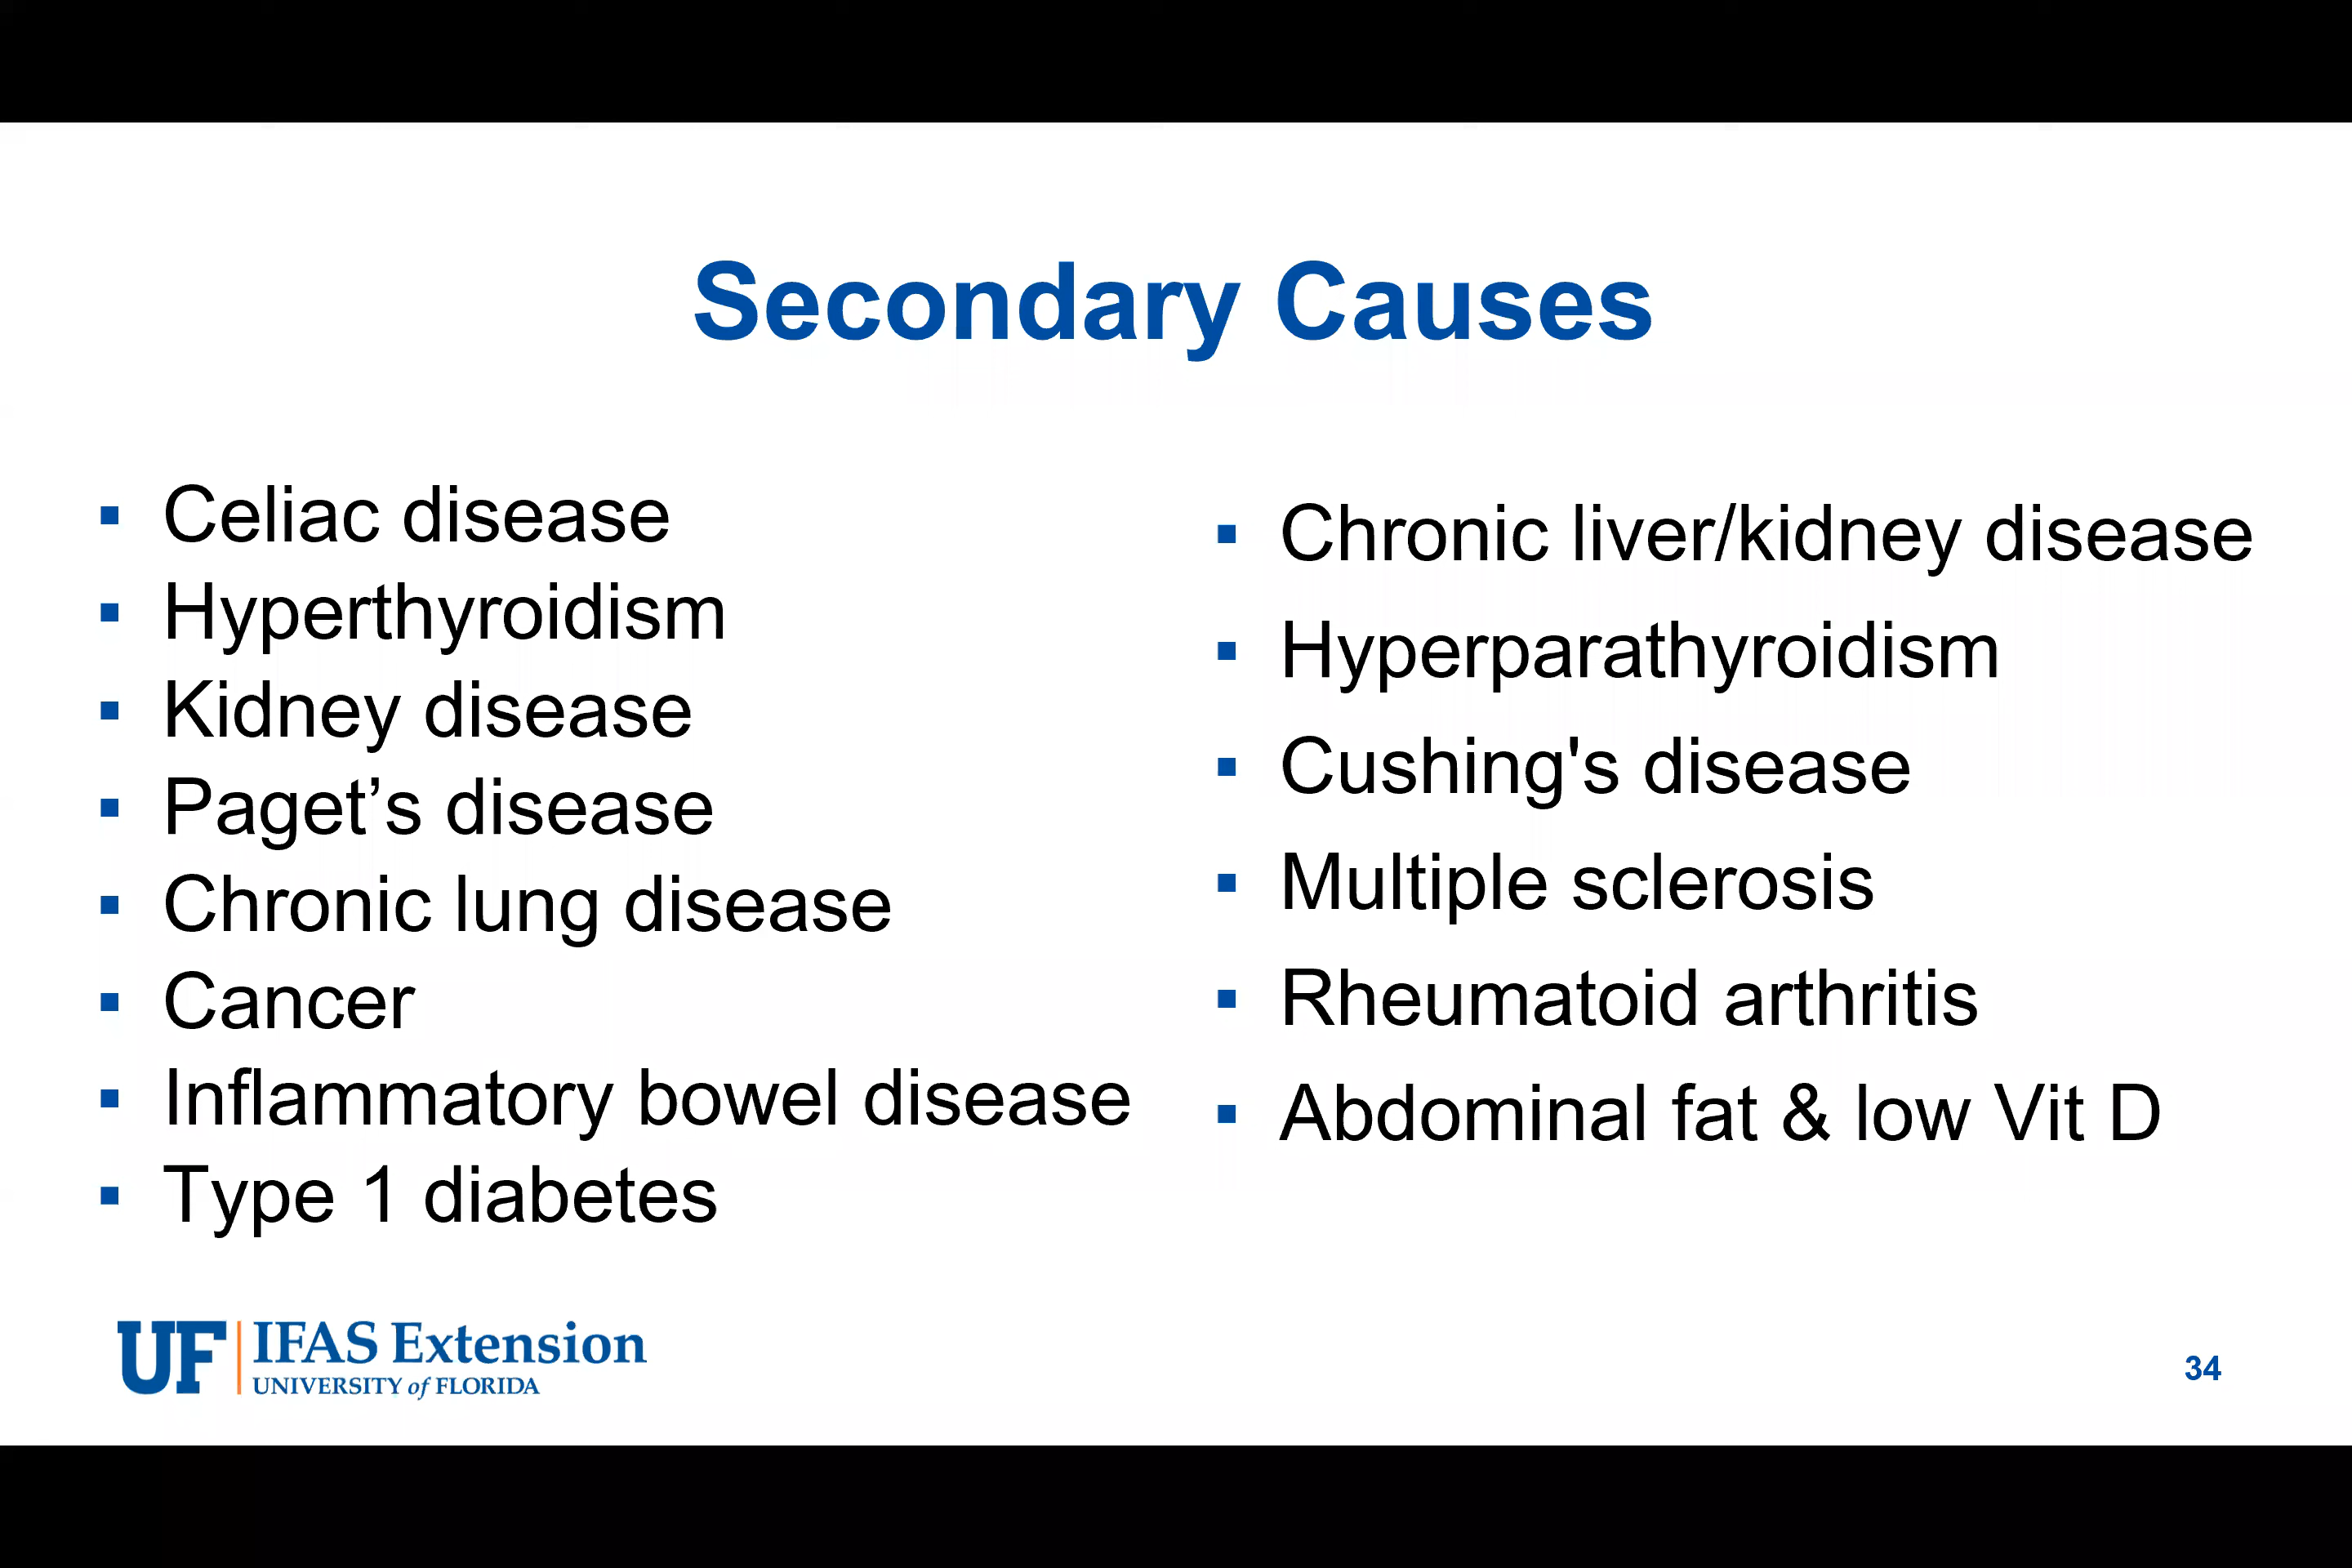 Secondary Causes
▪ Celiac disease
▪ Hyperthyroidism
▪ Kidney disease
▪ Paget’s disease
▪ Chronic lung disease
▪ Cancer
▪ Inflammatory bowel disease
▪ Type 1 diabetes
▪ Chronic liver/kidney disease
▪ Hyperparathyroidism
▪ Cushing's disease
▪ Multiple sclerosis
▪ Rheumatoid arthritis
▪ Abdominal fat & low Vit D
UF IFAS Extension
UNIVERSITY of FLORIDA
34